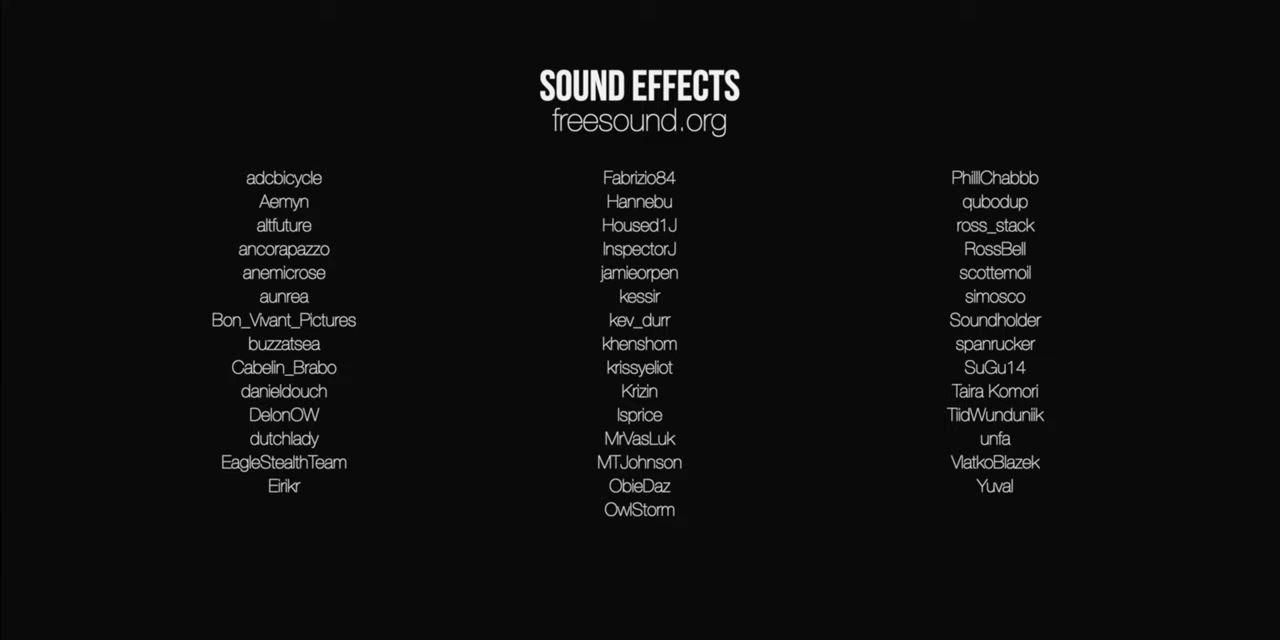 SOUND EFFECTS
freesound.org
adcbicycle
Aemyn
altfuture
ancorapazzo
anemicrose
aunrea
Bon_Vivant_Pictures
buzzatsea
Cabelin_Brabo
danieldouch
DelonOW
dutchlady
EagleStealthTeam
Eirikr
Fabrizio84
Hannebu
Housed1J
InspectorJ
jamieorpen
kessir
kev_durr
khenshom
krissyeliot
Krizin
lsprice
MrVasLuk
MTJohnson
ObieDaz
OwlStorm
PhilllChabbb
qubodup
ross_stack
RossBell
scottemoil
simosco
Soundholder
spanrucker
SuGu14
Taira Komori
TiidWunduniik
unfa
VlatkoBlazek
Yuval